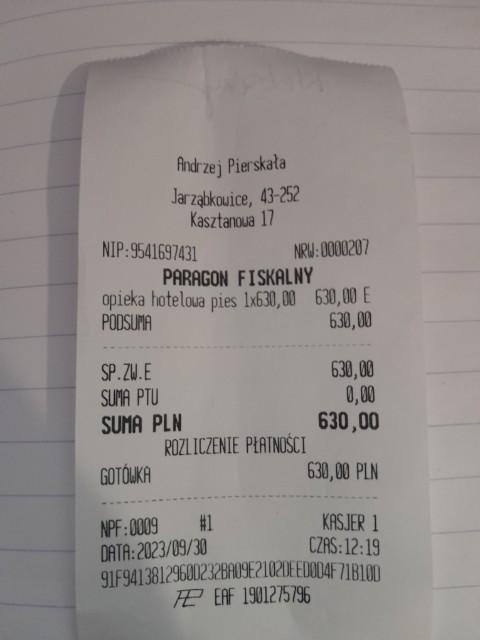 Andrzej Pierskała
Jarząbkowice, 43-252
Kasztanowa 17
NIP:9541697431 NRW:0000207
PARAGON FISKALNY
opieka hotelowa pies 1x630,00 630,00 E
PODSUMA 630,00
SP.ZW.E 630,00
SUMA PTU 0,00
SUMA PLN 630,00
ROZLICZENIE PŁATNOŚCI
GOTÓWKA 630,00 PLN
NPF:0009 #1 KASJER 1
DATA:2023/09/30 CZAS:12:19
91F9413812960D232BA09E2102DEED0D4F71B10D
EAF 1901275796